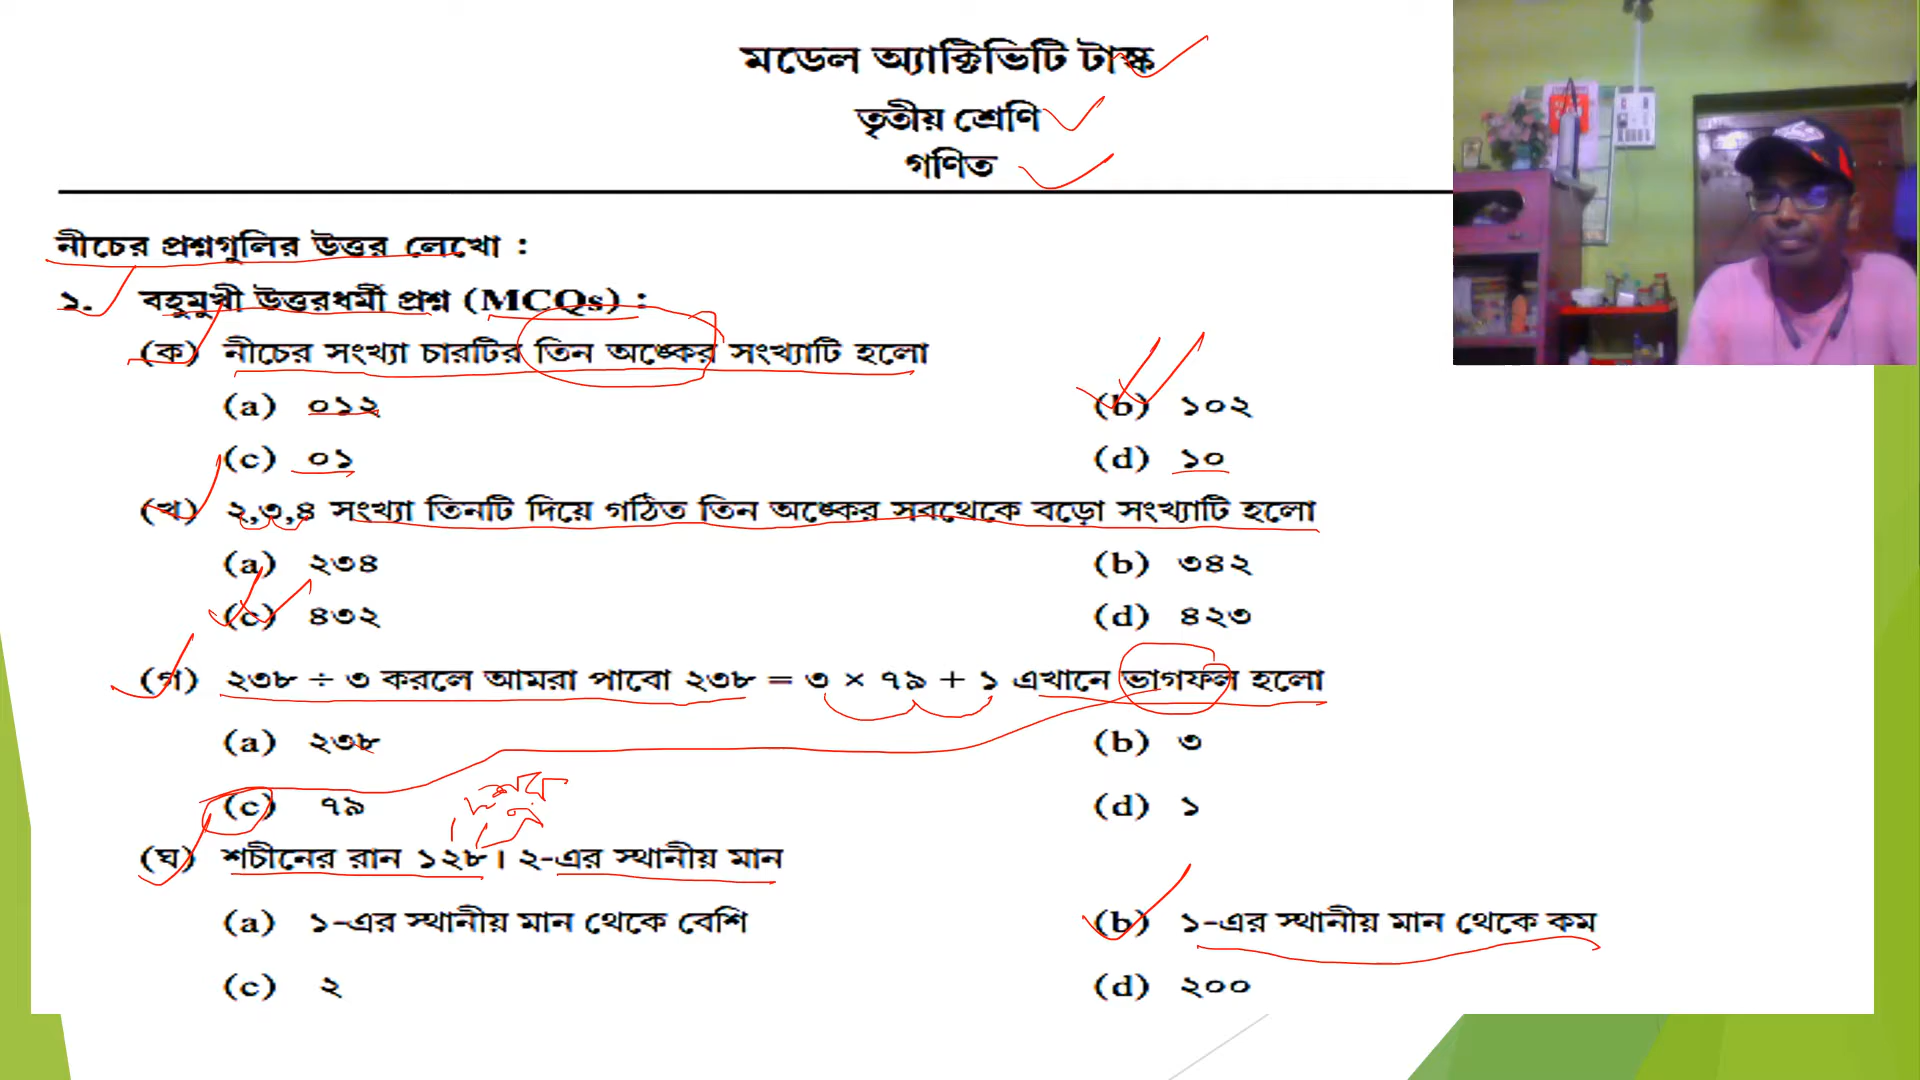 মডেল অ্যাক্টিভিটি টাস্ক
তৃতীয় শ্রেণি
গণিত
নীচের প্রশ্নগুলির উত্তর লেখো :
১. বহুমুখী উত্তরধর্মী প্রশ্ন (MCQs) :
(ক) নীচের সংখ্যা চারটির তিন অঙ্কের সংখ্যাটি হলো
(a) ০১২ (b) ১০২
(c) ০১ (d) ১০
(খ) ২,৩,৪ সংখ্যা তিনটি দিয়ে গঠিত তিন অঙ্কের সবথেকে বড়ো সংখ্যাটি হলো
(a) ২৩৪ (b) ৩৪২
(c) ৪৩২ (d) ৪২৩
(গ) ২৩৮ ÷ ৩ করলে আমরা পাবো ২৩৮ = ৩ × ৭৯ + ১ এখানে ভাগফল হলো
(a) ২৩৮ (b) ৩
(c) ৭৯ (d) ১
(ঘ) শচীনের রান ১২৮। ২-এর স্থানীয় মান
(a) ১-এর স্থানীয় মান থেকে বেশি (b) ১-এর স্থানীয় মান থেকে কম
(c) ২ (d) ২০০